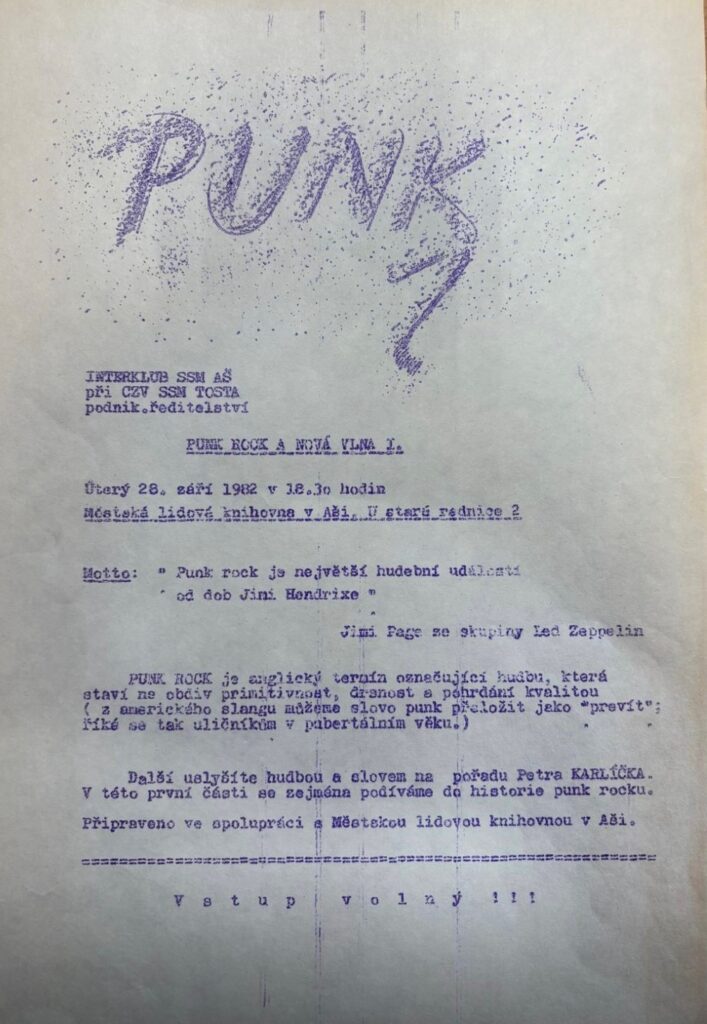 PUNK
1
INTERKLUB SSM AŠ
při CZV SSM TOSTA
podnik.ředitelství
PUNK ROCK A NOVÁ VLNA I.
Úterý 28. září 1982 v 18.3o hodin
Městská lidová knihovna v Aši, U staré radnice 2
Motto: " Punk rock je největší hudební událostí
od dob Jimi Hendrixe "
Jimi Page ze skupiny Led Zeppelin
PUNK ROCK je anglický termín označující hudbu, která
staví na obdiv primitivnost, drsnost a pohrdání kvalitou
( z amerického slangu můžeme slovo punk přeložit jako "prevít";
říká se tak uličníkům v pubertálním věku.)
Další uslyšíte hudbou a slovem na pořadu Petra KARLÍČKA.
V této první části se zejména podíváme do historie punk rocku.
Připraveno ve spolupráci s Městskou lidovou knihovnou v Aši.
V s t u p v o l n ý ! ! !